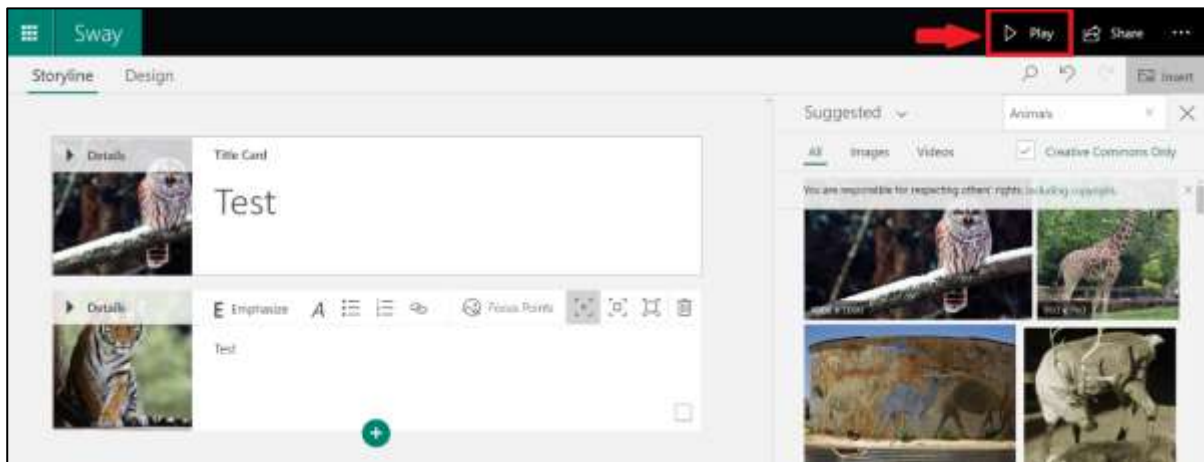 Sway
Play
Share
Storyline
Design
Insert
Suggested
Animals
Details
Title Card
Test
All
Images
Videos
Creative Commons Only
You are responsible for respecting others' rights, including copyright.
Details
E Emphasize
Focus Points
Test